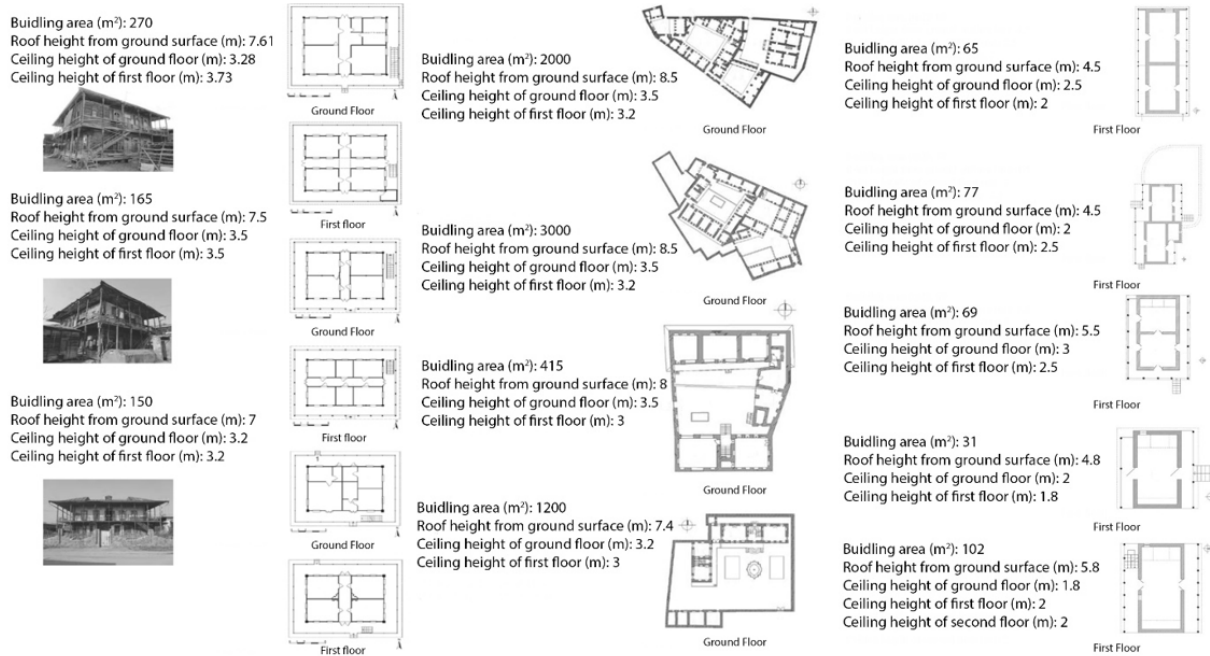 Buidling area (m²): 270
Roof height from ground surface (m): 7.61
Ceiling height of ground floor (m): 3.28
Ceiling height of first floor (m): 3.73
Ground Floor
First floor
Buidling area (m²): 165
Roof height from ground surface (m): 7.5
Ceiling height of ground floor (m): 3.5
Ceiling height of first floor (m): 3.5
Ground Floor
First floor
Buidling area (m²): 150
Roof height from ground surface (m): 7
Ceiling height of ground floor (m): 3.2
Ceiling height of first floor (m): 3.2
Ground Floor
First floor
Buidling area (m²): 2000
Roof height from ground surface (m): 8.5
Ceiling height of ground floor (m): 3.5
Ceiling height of first floor (m): 3.2
Ground Floor
Buidling area (m²): 3000
Roof height from ground surface (m): 8.5
Ceiling height of ground floor (m): 3.5
Ceiling height of first floor (m): 3.2
Ground Floor
Buidling area (m²): 415
Roof height from ground surface (m): 8
Ceiling height of ground floor (m): 3.5
Ceiling height of first floor (m): 3
Ground Floor
Buidling area (m²): 1200
Roof height from ground surface (m): 7.4
Ceiling height of ground floor (m): 3.2
Ceiling height of first floor (m): 3
Ground Floor
Buidling area (m²): 65
Roof height from ground surface (m): 4.5
Ceiling height of ground floor (m): 2.5
Ceiling height of first floor (m): 2
First Floor
Buidling area (m²): 77
Roof height from ground surface (m): 4.5
Ceiling height of ground floor (m): 2
Ceiling height of first floor (m): 2.5
First Floor
Buidling area (m²): 69
Roof height from ground surface (m): 5.5
Ceiling height of ground floor (m): 3
Ceiling height of first floor (m): 2.5
First Floor
Buidling area (m²): 31
Roof height from ground surface (m): 4.8
Ceiling height of ground floor (m): 2
Ceiling height of first floor (m): 1.8
First Floor
Buidling area (m²): 102
Roof height from ground surface (m): 5.8
Ceiling height of ground floor (m): 1.8
Ceiling height of first floor (m): 2
Ceiling height of second floor (m): 2
First Floor